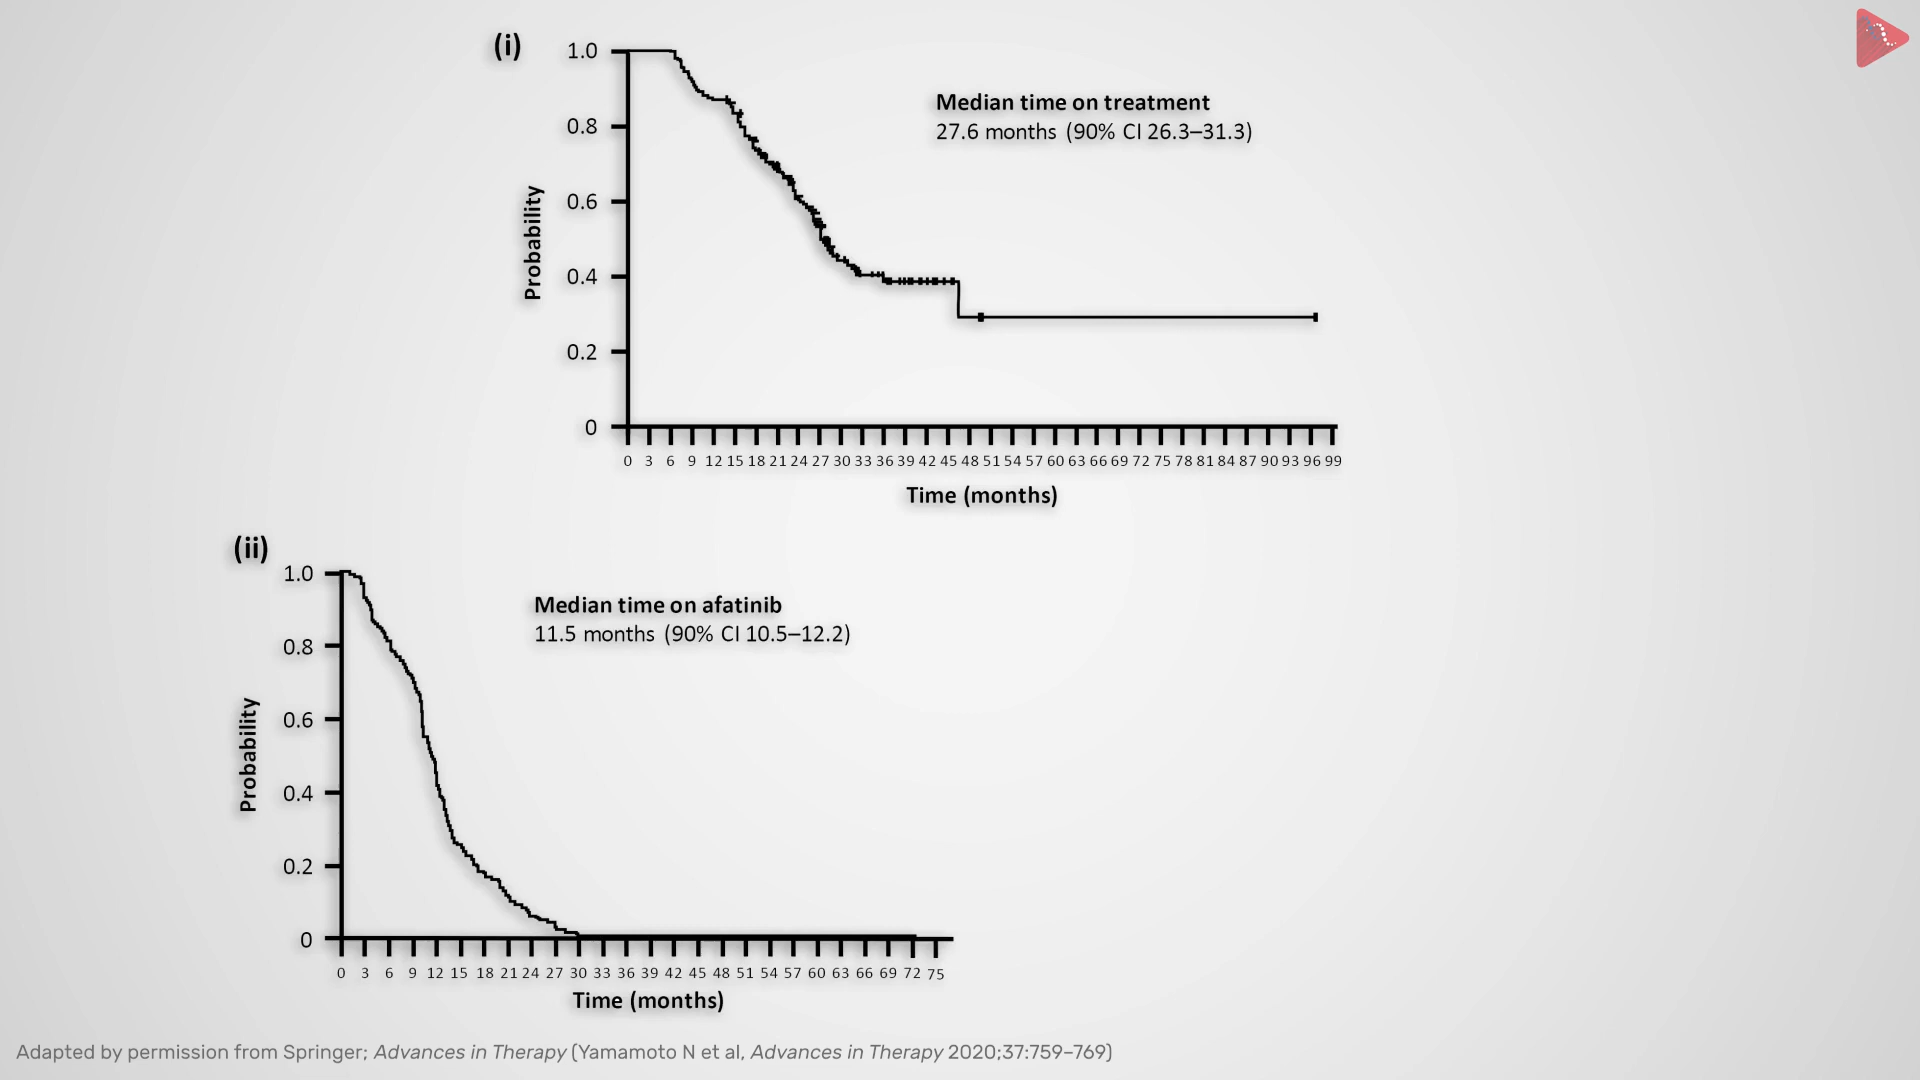 (i)
1.0
0.8
0.6
0.4
0.2
0
Probability
Median time on treatment
27.6 months (90% CI 26.3–31.3)
0 3 6 9 12 15 18 21 24 27 30 33 36 39 42 45 48 51 54 57 60 63 66 69 72 75 78 81 84 87 90 93 96 99
Time (months)
(ii)
1.0
0.8
0.6
0.4
0.2
0
Probability
Median time on afatinib
11.5 months (90% CI 10.5–12.2)
0 3 6 9 12 15 18 21 24 27 30 33 36 39 42 45 48 51 54 57 60 63 66 69 72 75
Time (months)
Adapted by permission from Springer; Advances in Therapy (Yamamoto N et al, Advances in Therapy 2020;37:759–769)